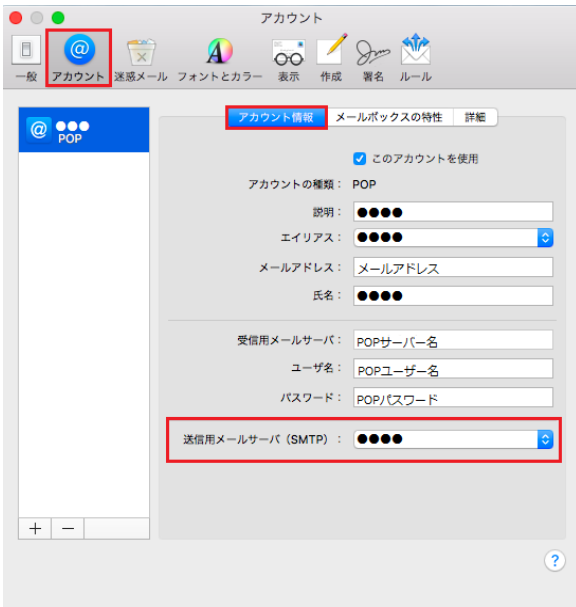 アカウント
一般 アカウント 迷惑メール フォントとカラー 表示 作成 署名 ルール
アカウント情報 メールボックスの特性 詳細
@ ●●●
POP
このアカウントを使用
アカウントの種類： POP
説明： ●●●●
エイリアス： ●●●●
メールアドレス： メールアドレス
氏名： ●●●●
受信用メールサーバ： POPサーバー名
ユーザ名： POPユーザー名
パスワード： POPパスワード
送信用メールサーバ（SMTP）： ●●●●
+ −
?